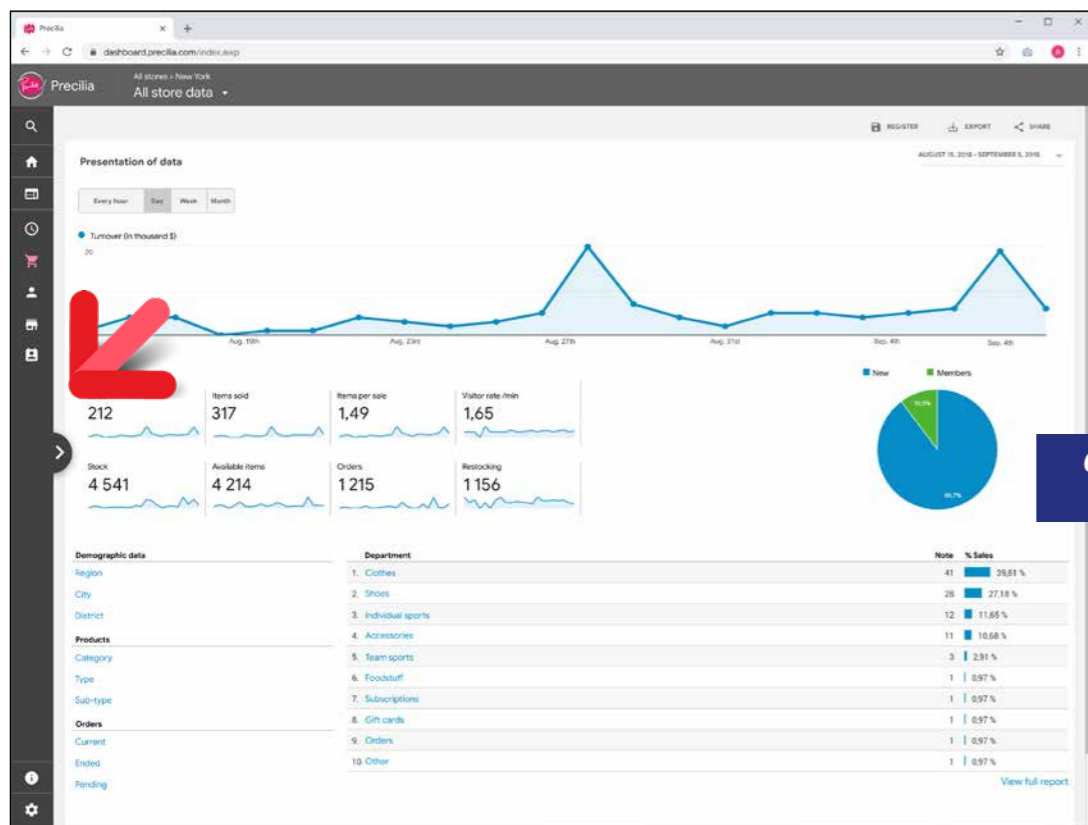 Precilia
dashboard.precilia.com/index.awp
Precilia
All stores > New York
All store data
REGISTER EXPORT SHARE
Presentation of data
AUGUST 15, 2018 - SEPTEMBER 5, 2018
Every hour Day Week Month
Turnover (in thousand $)
20
Aug. 19th Aug. 23rd Aug. 27th Aug. 31st Sep. 4th Sep. 4th
New Members
Items sold Items per sale Visitor rate /min
212 317 1,49 1,65
Stock Available items Orders Restocking
4 541 4 214 1 215 1 156
Demographic data Department Note % Sales
Region 1. Clothes 41 39,81 %
City 2. Shoes 28 27,18 %
District 3. Individual sports 12 11,65 %
Products 4. Accessories 11 10,68 %
Category 5. Team sports 3 2,91 %
Type 6. Foodstuff 1 0,97 %
Sub-type 7. Subscriptions 1 0,97 %
Orders 8. Gift cards 1 0,97 %
Current 9. Orders 1 0,97 %
Ended 10. Other 1 0,97 %
Pending View full report